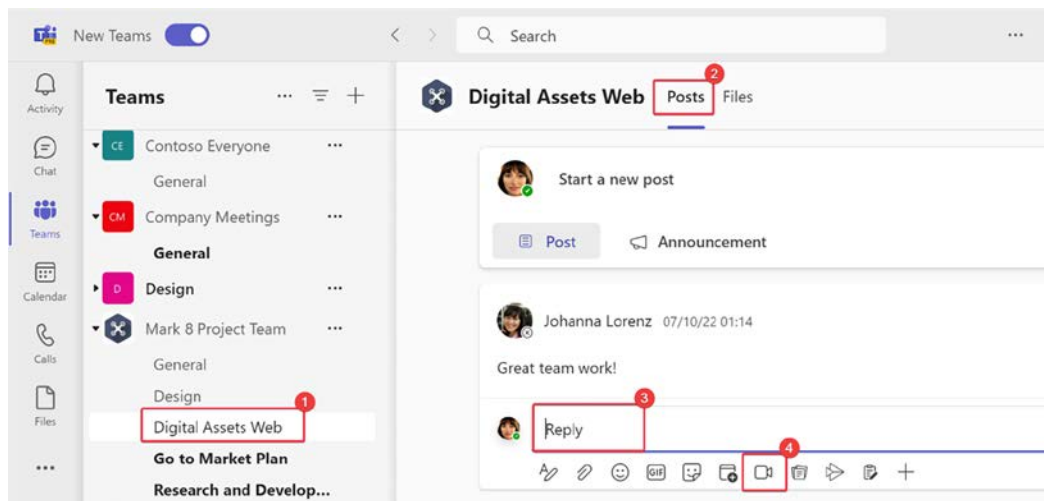 New Teams
Search
Activity
Chat
Teams
Calendar
Calls
Files
Teams
CE Contoso Everyone
General
CM Company Meetings
General
D Design
Mark 8 Project Team
General
Design
1
Digital Assets Web
Go to Market Plan
Research and Develop...
2
Digital Assets Web Posts Files
Start a new post
Post Announcement
Johanna Lorenz 07/10/22 01:14
Great team work!
3
Reply
4
GIF